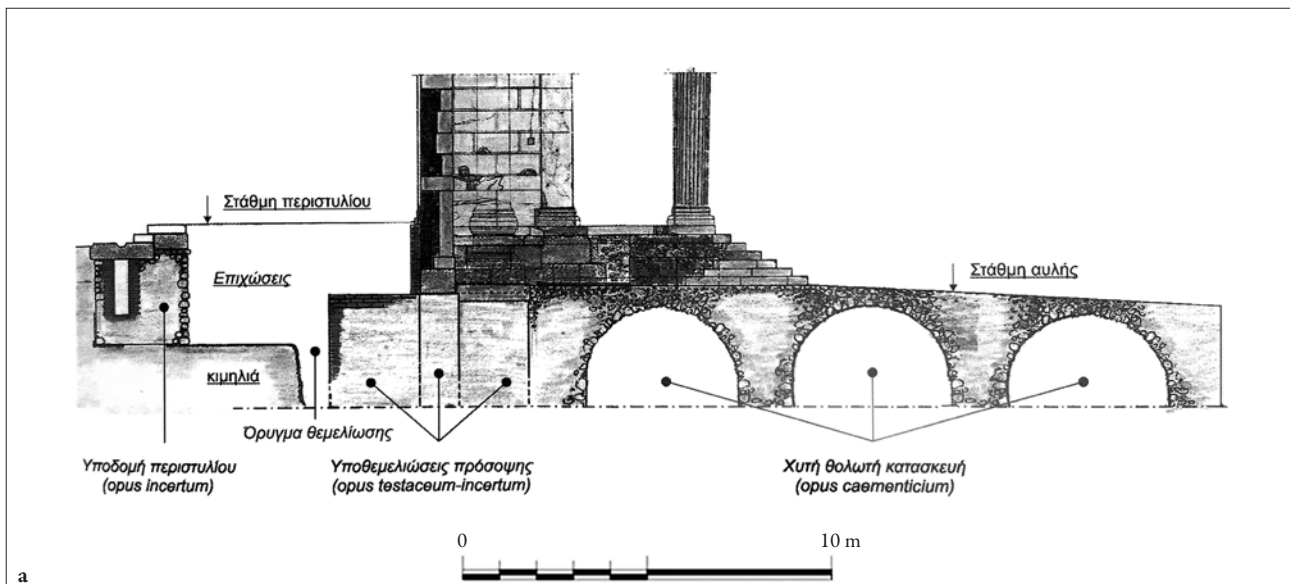 Στάθμη περιστυλίου
Επιχώσεις
Στάθμη αυλής
κιμηλιά
Όρυγμα θεμελίωσης
Υποδομή περιστυλίου
(opus incertum)
Υποθεμελιώσεις πρόσοψης
(opus testaceum-incertum)
Χυτή θολωτή κατασκευή
(opus caementicium)
0 10 m
a